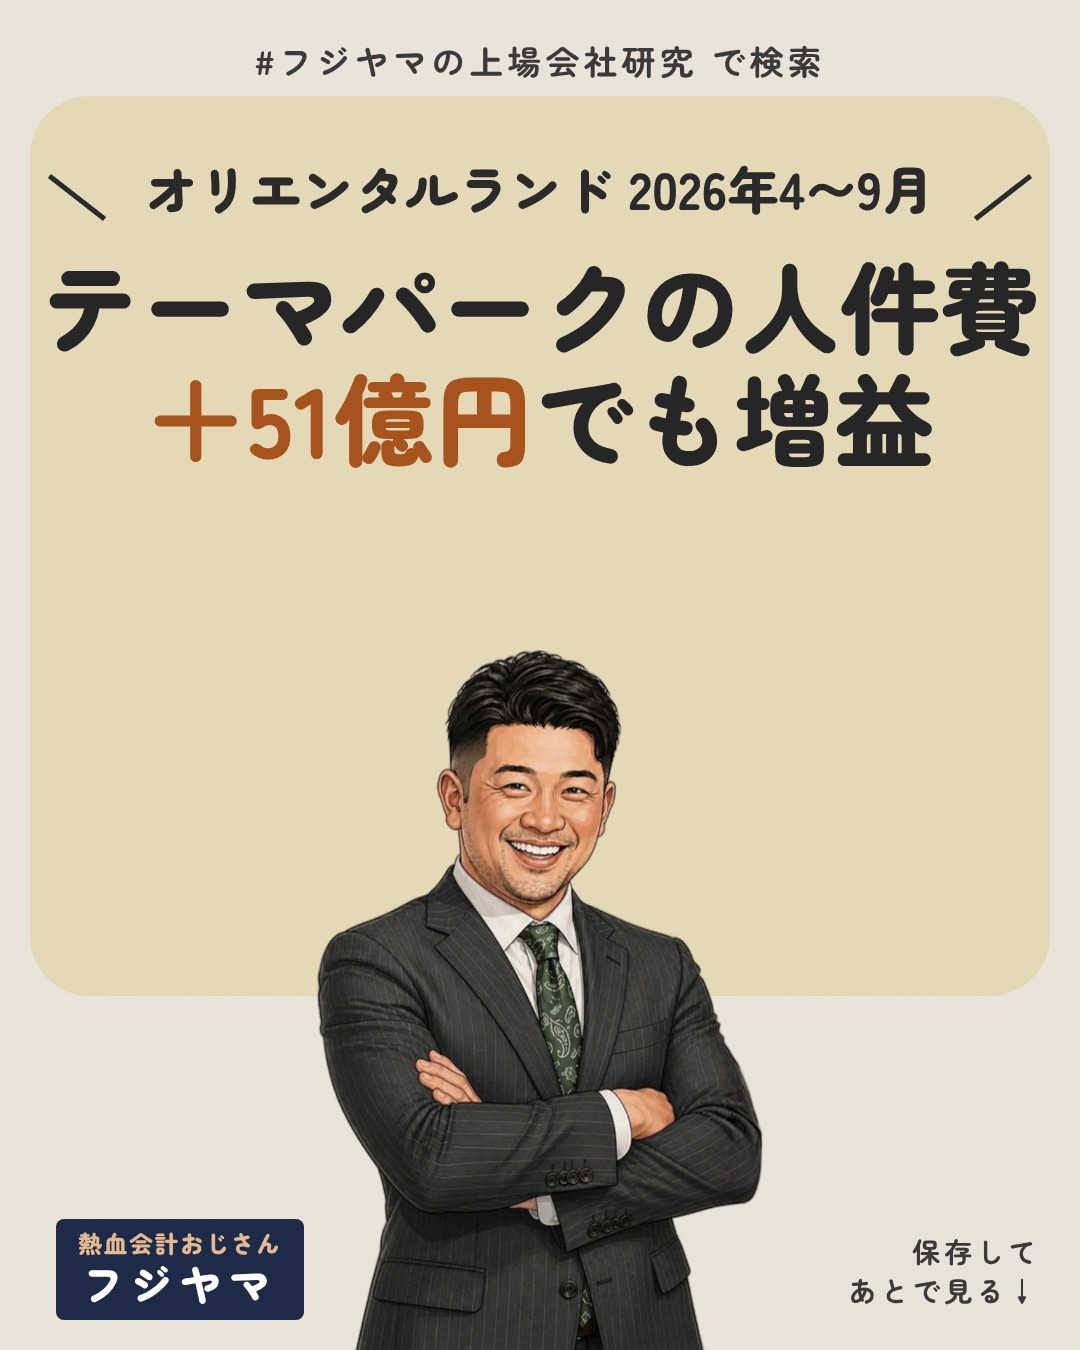 #フジヤマの上場会社研究 で検索
オリエンタルランド 2026年4〜9月
テーマパークの人件費
＋51億円でも増益
熱血会計おじさん
フジヤマ
保存して
あとで見る↓